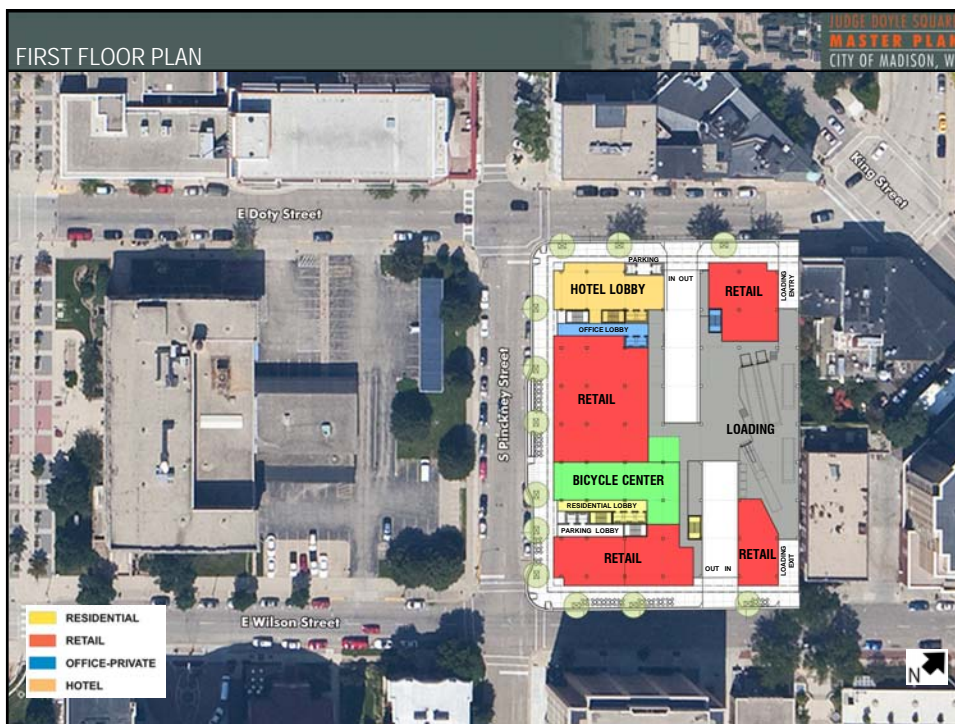 FIRST FLOOR PLAN
JUDGE DOYLE SQUARE
MASTER PLAN
CITY OF MADISON, W
King Street
E Doty Street
PARKING
IN OUT
HOTEL LOBBY
RETAIL
LOADING
ENTRY
OFFICE LOBBY
S Pinckney Street
RETAIL
LOADING
BICYCLE CENTER
RESIDENTIAL LOBBY
PARKING LOBBY
RETAIL
RETAIL
OUT IN
LOADING
EXIT
E Wilson Street
RESIDENTIAL
RETAIL
OFFICE-PRIVATE
HOTEL
N